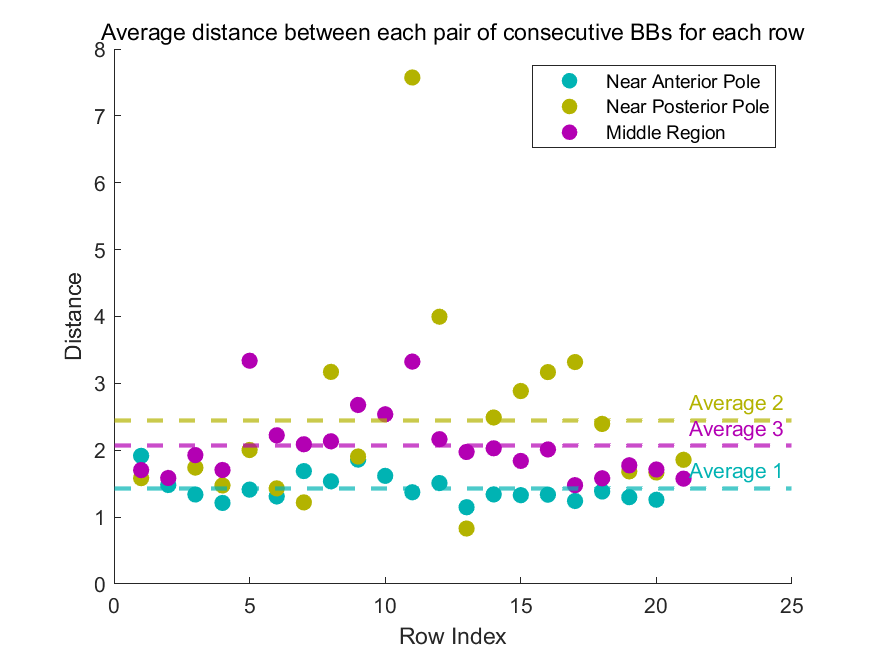 Average distance between each pair of consecutive BBs for each row
Near Anterior Pole
Near Posterior Pole
Middle Region
8
7
6
5
4
3
2
1
0
Distance
Average 2
Average 3
Average 1
0 5 10 15 20 25
Row Index